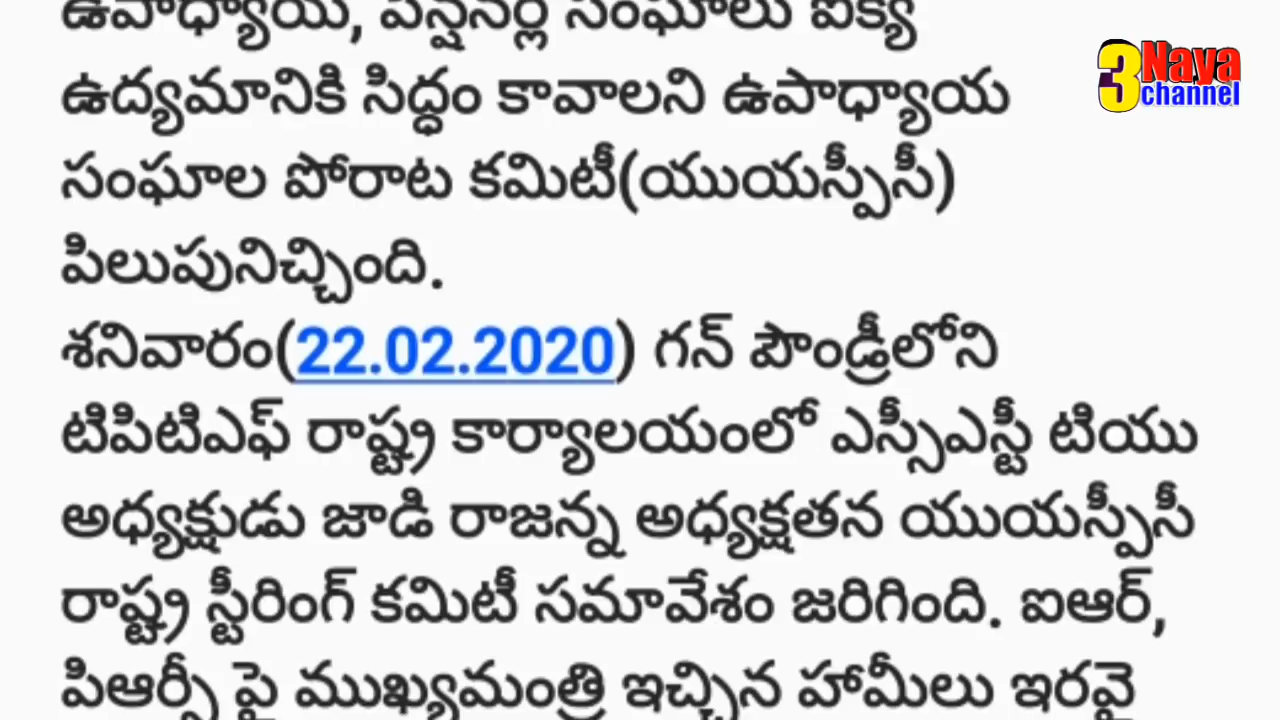 ఉపాధ్యాయ, పెన్షనర్ల సంఘాలు ఐక్య
ఉద్యమానికి సిద్ధం కావాలని ఉపాధ్యాయ
సంఘాల పోరాట కమిటీ(యుయస్పీసీ)
పిలుపునిచ్చింది.
శనివారం(22.02.2020) గన్ పౌండ్రీలోని
టిపిటిఎఫ్ రాష్ట్ర కార్యాలయంలో ఎస్సీఎస్టీ టియు
అధ్యక్షుడు జాడి రాజన్న అధ్యక్షతన యుయస్పీసీ
రాష్ట్ర స్టీరింగ్ కమిటీ సమావేశం జరిగింది. ఐఆర్,
పిఆర్సీ పై ముఖ్యమంత్రి ఇచ్చిన హామీలు ఇరవై
3 Naya
channel